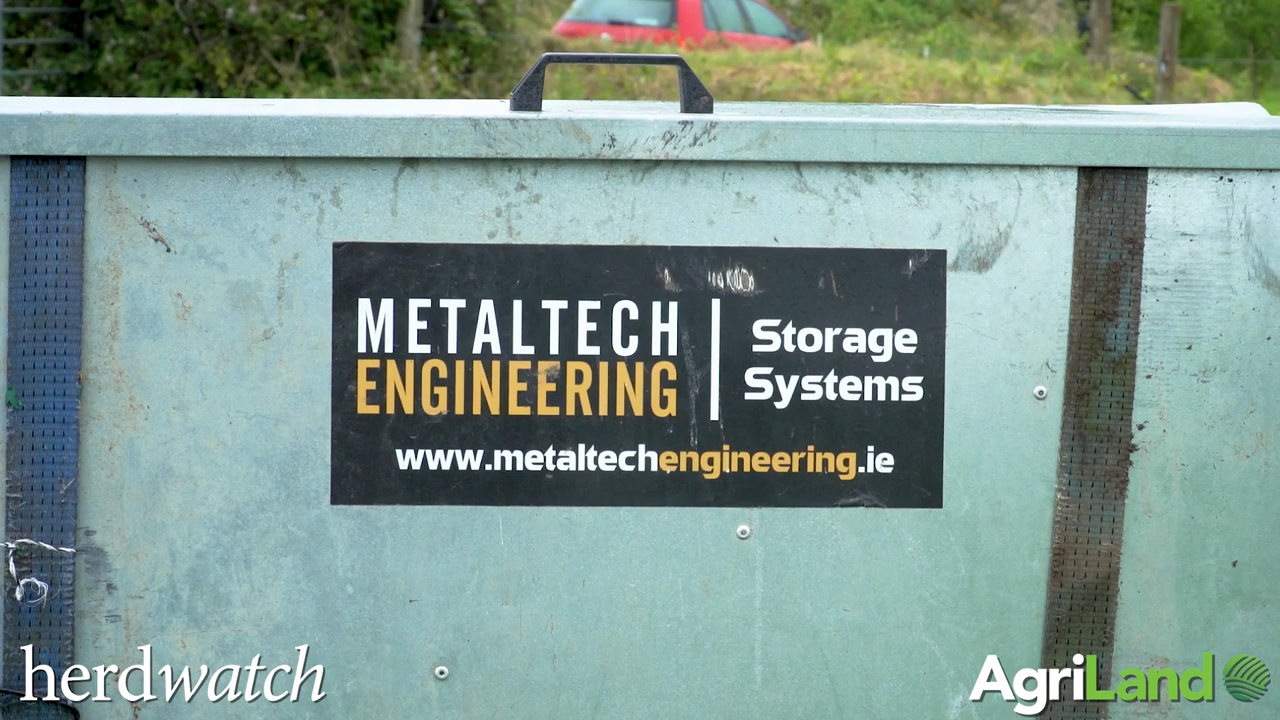 METALTECH
ENGINEERING
Storage
Systems
www.metaltechengineering.ie
herdwatch
AgriLand